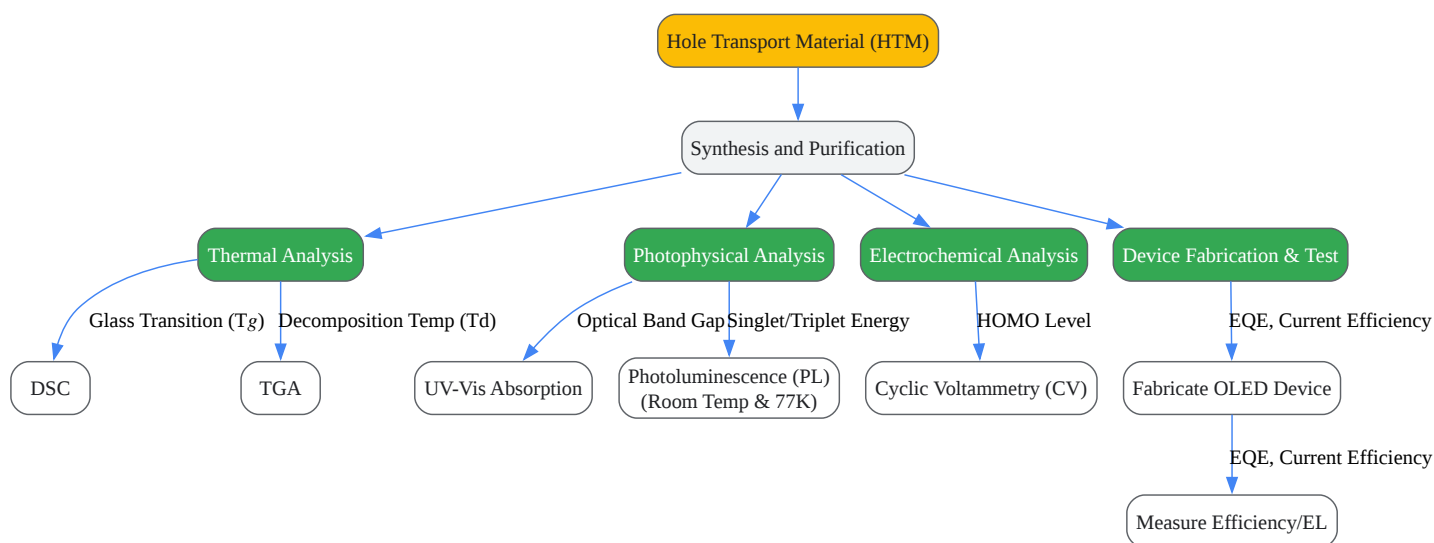 Hole Transport Material (HTM)
Synthesis and Purification
Thermal Analysis
Photophysical Analysis
Electrochemical Analysis
Device Fabrication & Test
Glass Transition (Tg)
Decomposition Temp (Td)
Optical Band Gap
Singlet/Triplet Energy
HOMO Level
EQE, Current Efficiency
DSC
TGA
UV-Vis Absorption
Photoluminescence (PL)
(Room Temp & 77K)
Cyclic Voltammetry (CV)
Fabricate OLED Device
EQE, Current Efficiency
Measure Efficiency/EL